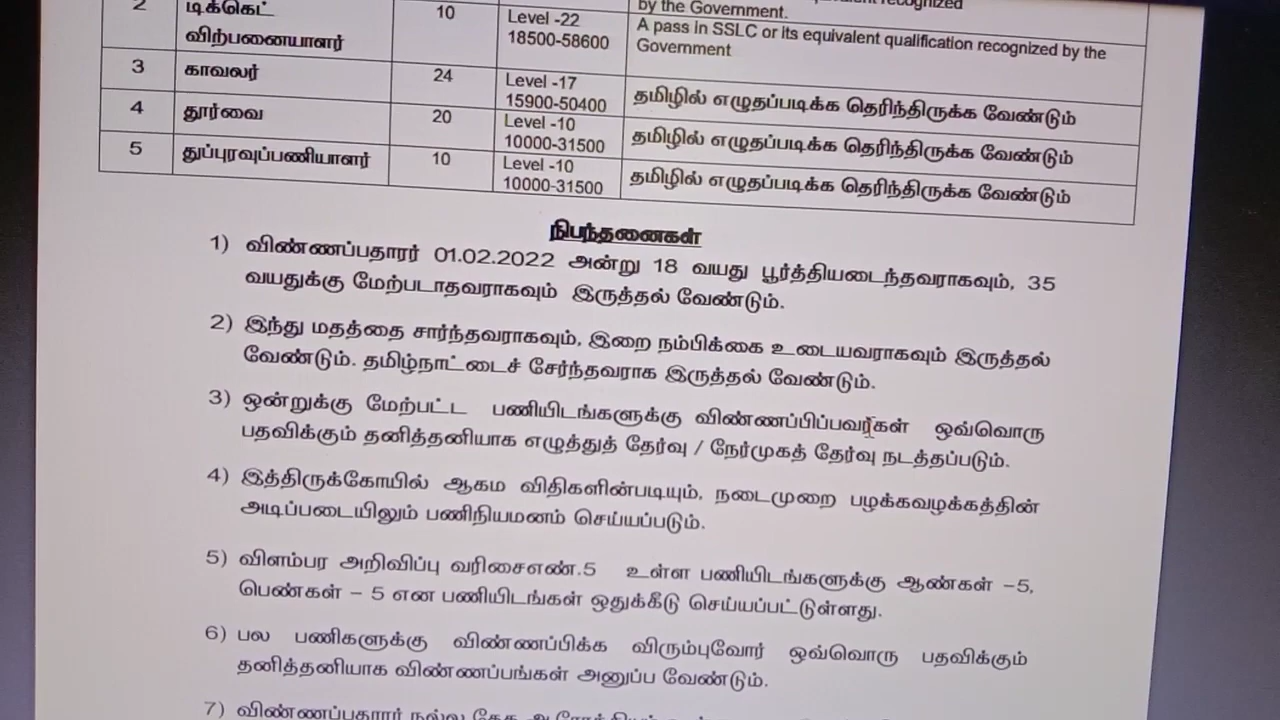 by the Government.
2 டிக்கெட் விற்பனையாளர் 10 Level -22 18500-58600 A pass in SSLC or its equivalent qualification recognized by the Government
3 காவலர் 24 Level -17 15900-50400 தமிழில் எழுதப்படிக்க தெரிந்திருக்க வேண்டும்
4 தூர்வை 20 Level -10 10000-31500 தமிழில் எழுதப்படிக்க தெரிந்திருக்க வேண்டும்
5 துப்புரவுப்பணியாளர் 10 Level -10 10000-31500 தமிழில் எழுதப்படிக்க தெரிந்திருக்க வேண்டும்
நிபந்தனைகள்
1) விண்ணப்பதாரர் 01.02.2022 அன்று 18 வயது பூர்த்தியடைந்தவராகவும், 35
வயதுக்கு மேற்படாதவராகவும் இருத்தல் வேண்டும்.
2) இந்து மதத்தை சார்ந்தவராகவும், இறை நம்பிக்கை உடையவராகவும் இருத்தல்
வேண்டும். தமிழ்நாட்டைச் சேர்ந்தவராக இருத்தல் வேண்டும்.
3) ஒன்றுக்கு மேற்பட்ட பணியிடங்களுக்கு விண்ணப்பிப்பவர்கள் ஒவ்வொரு
பதவிக்கும் தனித்தனியாக எழுத்துத் தேர்வு / நேர்முகத் தேர்வு நடத்தப்படும்.
4) இத்திருக்கோயில் ஆகம விதிகளின்படியும், நடைமுறை பழக்கவழக்கத்தின்
அடிப்படையிலும் பணிநியமனம் செய்யப்படும்.
5) விளம்பர அறிவிப்பு வரிசைஎண்.5 உள்ள பணியிடங்களுக்கு ஆண்கள் –5,
பெண்கள் – 5 என பணியிடங்கள் ஒதுக்கீடு செய்யப்பட்டுள்ளது.
6) பல பணிகளுக்கு விண்ணப்பிக்க விரும்புவோர் ஒவ்வொரு பதவிக்கும்
தனித்தனியாக விண்ணப்பங்கள் அனுப்ப வேண்டும்.
7) விண்ணப்பதாரர் நல்ல தேக